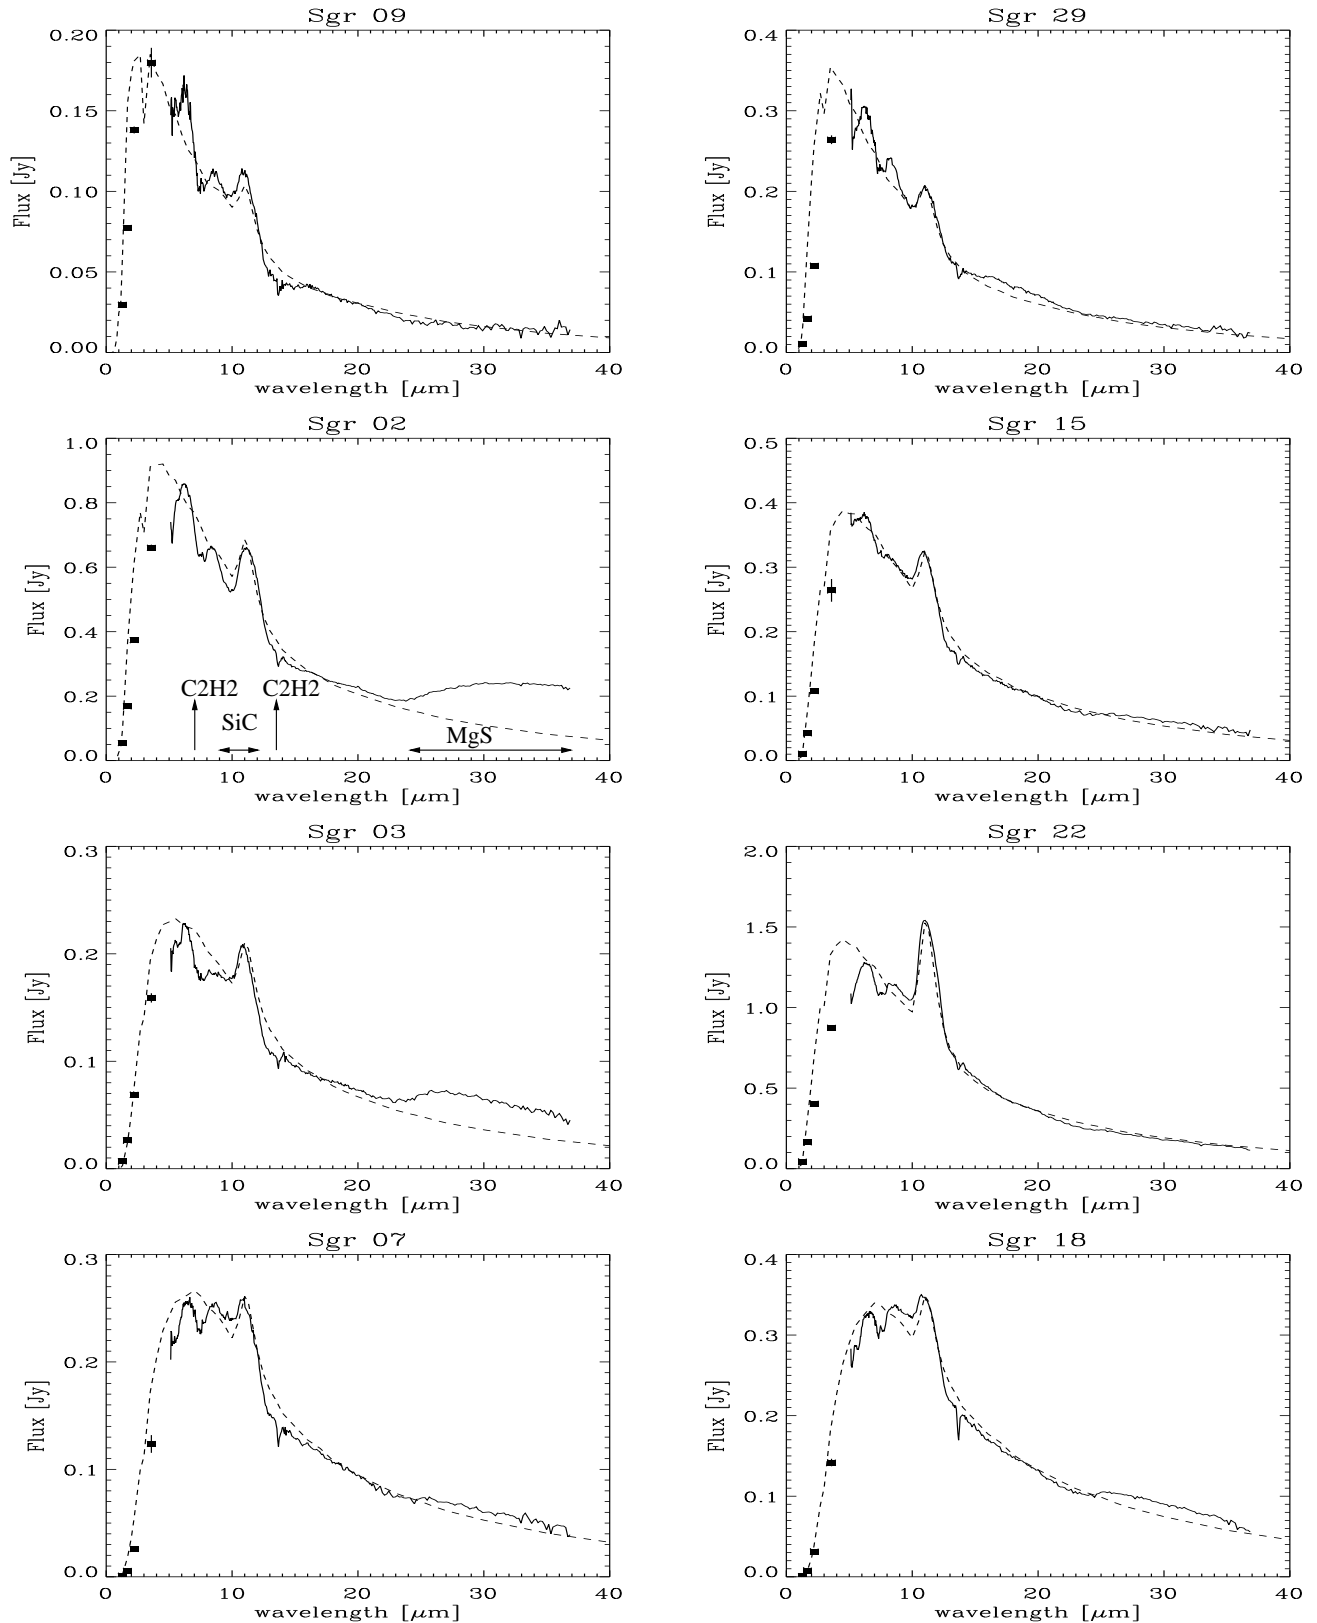 Sgr 09
0.20
0.15
0.10
0.05
0.00
Flux [Jy]
0 10 20 30 40
wavelength [μm]
Sgr 29
0.4
0.3
0.2
0.1
0.0
Flux [Jy]
0 10 20 30 40
wavelength [μm]
Sgr 02
1.0
0.8
0.6
0.4
0.2
0.0
Flux [Jy]
C2H2 C2H2
SiC
MgS
0 10 20 30 40
wavelength [μm]
Sgr 15
0.5
0.4
0.3
0.2
0.1
0.0
Flux [Jy]
0 10 20 30 40
wavelength [μm]
Sgr 03
0.3
0.2
0.1
0.0
Flux [Jy]
0 10 20 30 40
wavelength [μm]
Sgr 22
2.0
1.5
1.0
0.5
0.0
Flux [Jy]
0 10 20 30 40
wavelength [μm]
Sgr 07
0.3
0.2
0.1
0.0
Flux [Jy]
0 10 20 30 40
wavelength [μm]
Sgr 18
0.4
0.3
0.2
0.1
0.0
Flux [Jy]
0 10 20 30 40
wavelength [μm]